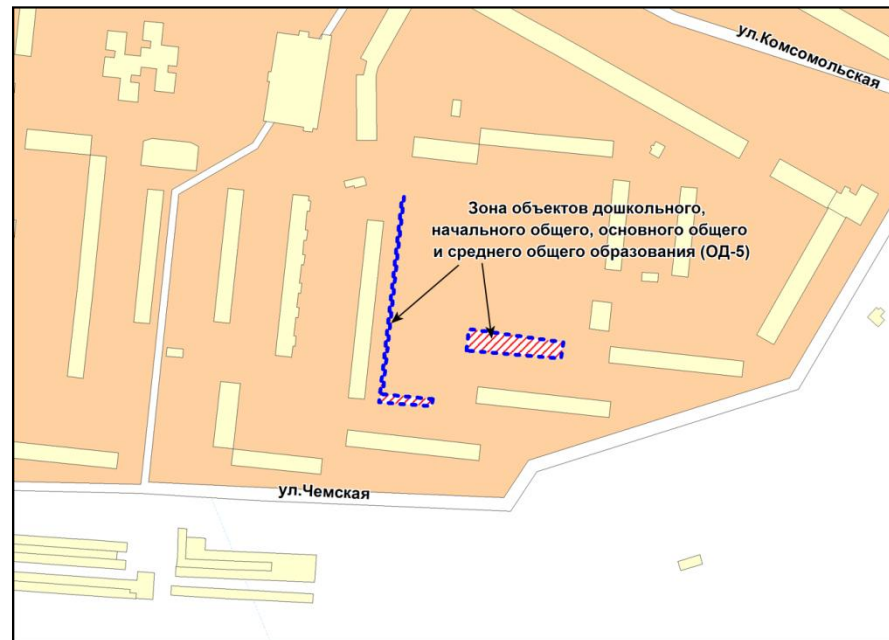 ул.Комсомольская
Зона объектов дошкольного,
начального общего, основного общего
и среднего общего образования (ОД-5)
ул.Чемская